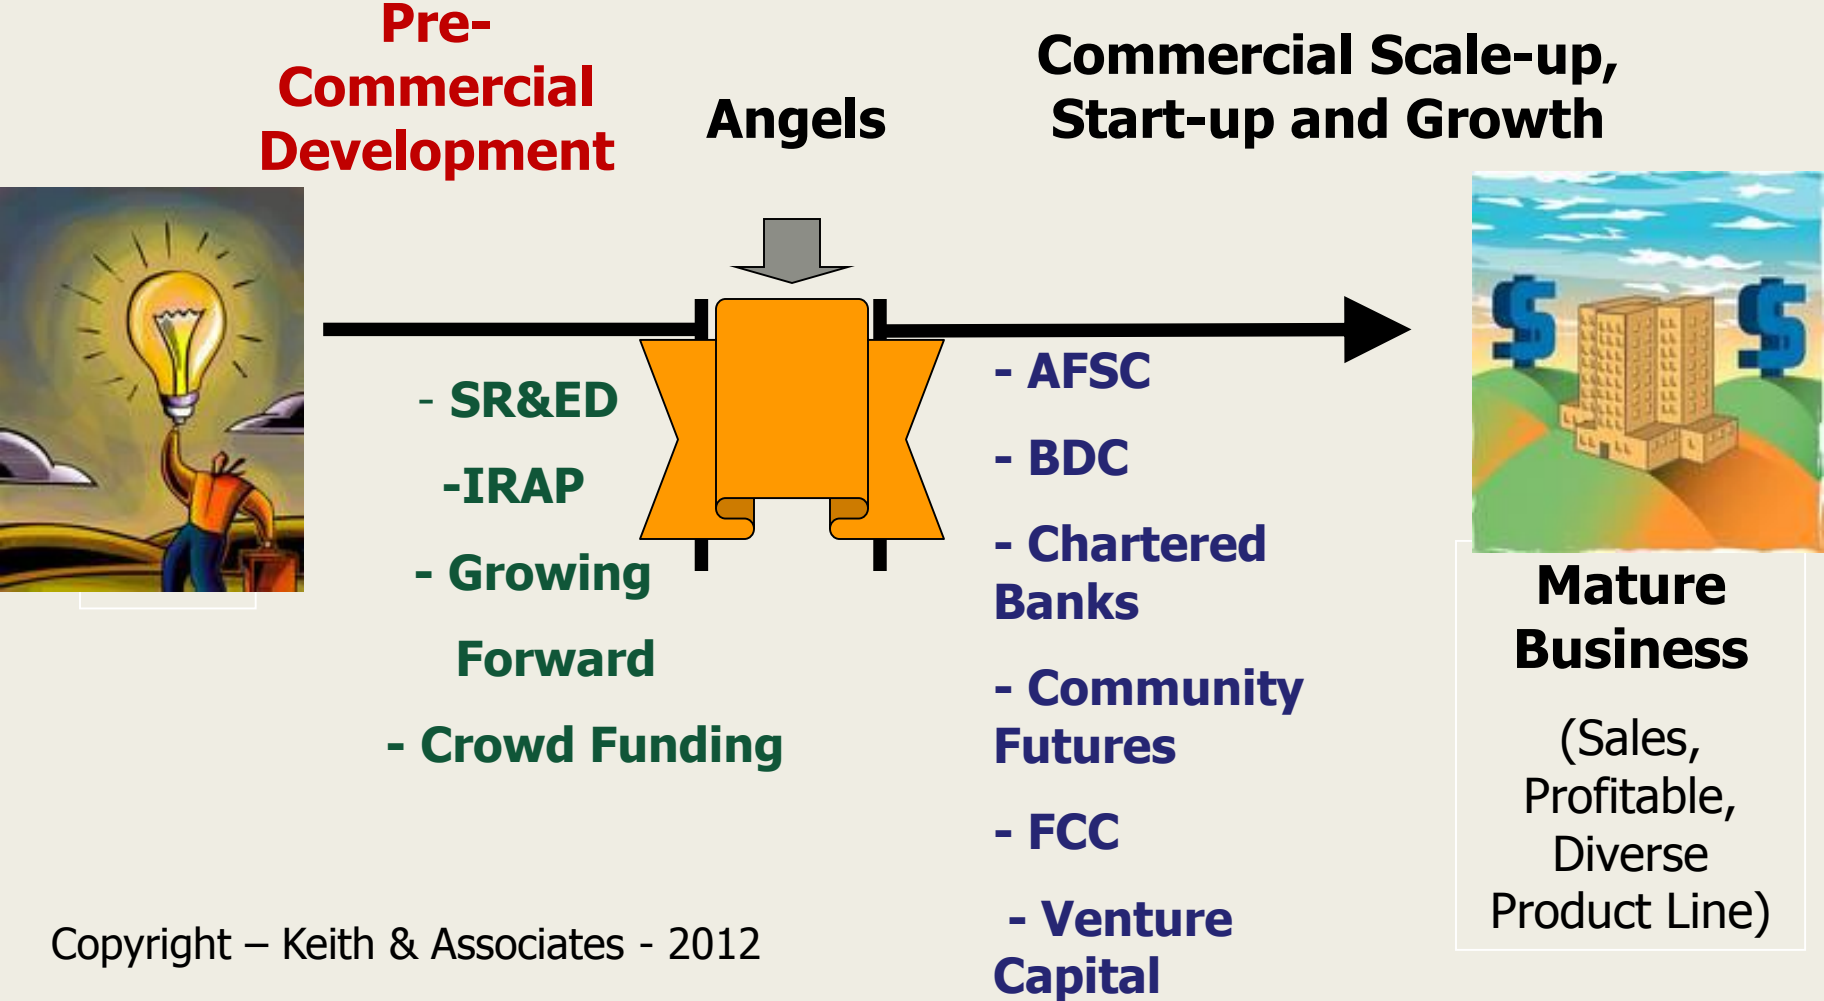 Pre-
Commercial
Development
Angels
Commercial Scale-up,
Start-up and Growth
- SR&ED
-IRAP
- Growing
Forward
- Crowd Funding
- AFSC
- BDC
- Chartered
Banks
- Community
Futures
- FCC
- Venture
Capital
$
$
Mature
Business
(Sales,
Profitable,
Diverse
Product Line)
Copyright – Keith & Associates - 2012